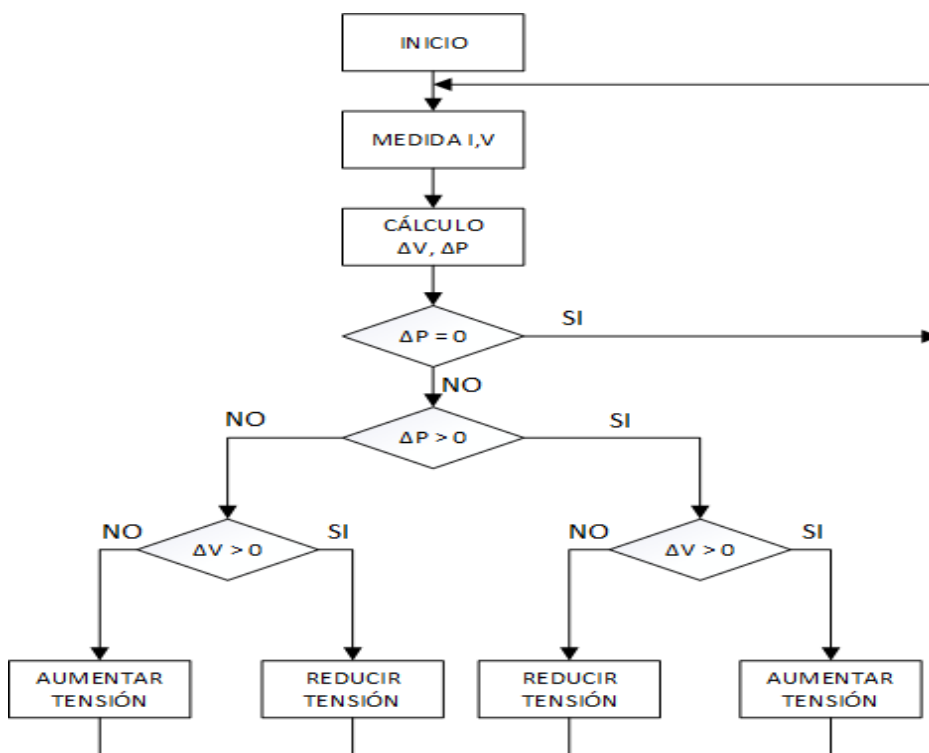 INICIO
MEDIDA I,V
CÁLCULO
ΔV, ΔP
ΔP = 0
SI
NO
ΔP > 0
NO
SI
ΔV > 0
NO
SI
ΔV > 0
NO
SI
AUMENTAR
TENSIÓN
REDUCIR
TENSIÓN
REDUCIR
TENSIÓN
AUMENTAR
TENSIÓN